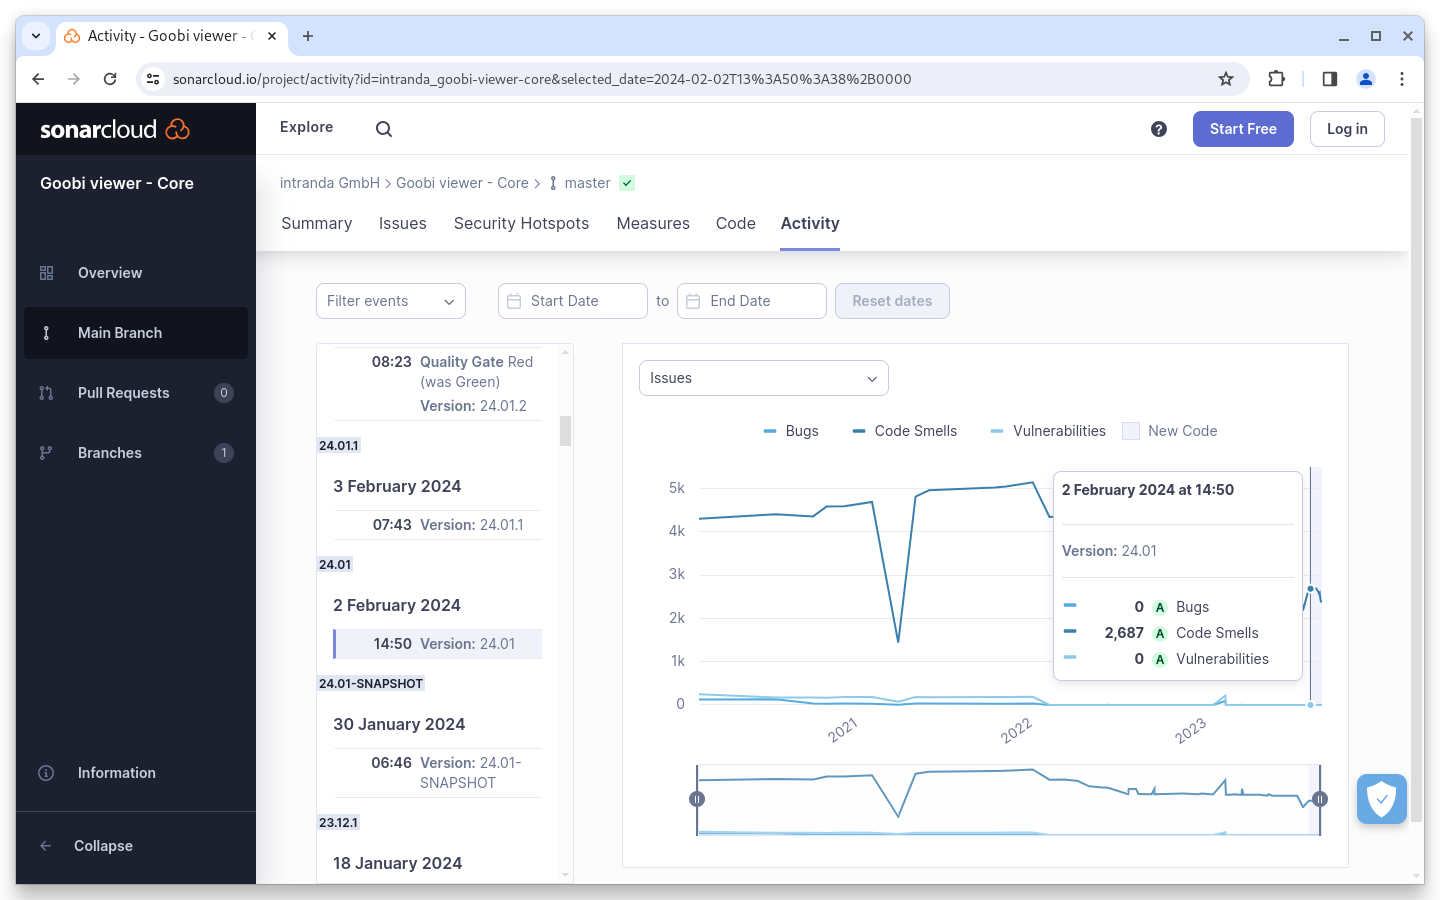 Activity - Goobi viewer -
sonarcloud.io/project/activity?id=intranda_goobi-viewer-core&selected_date=2024-02-02T13%3A50%3A38%2B0000
sonarcloud
Explore
Start Free
Log in
Goobi viewer - Core
Overview
Main Branch
Pull Requests
0
Branches
1
Information
Collapse
intranda GmbH > Goobi viewer - Core > master
Summary
Issues
Security Hotspots
Measures
Code
Activity
Filter events
Start Date
to
End Date
Reset dates
08:23 Quality Gate Red
(was Green)
Version: 24.01.2
24.01.1
3 February 2024
07:43 Version: 24.01.1
24.01
2 February 2024
14:50 Version: 24.01
24.01-SNAPSHOT
30 January 2024
06:46 Version: 24.01-
SNAPSHOT
23.12.1
18 January 2024
Issues
Bugs
Code Smells
Vulnerabilities
New Code
5k
4k
3k
2k
1k
0
2021
2022
2023
2 February 2024 at 14:50
Version: 24.01
0 A Bugs
2,687 A Code Smells
0 A Vulnerabilities